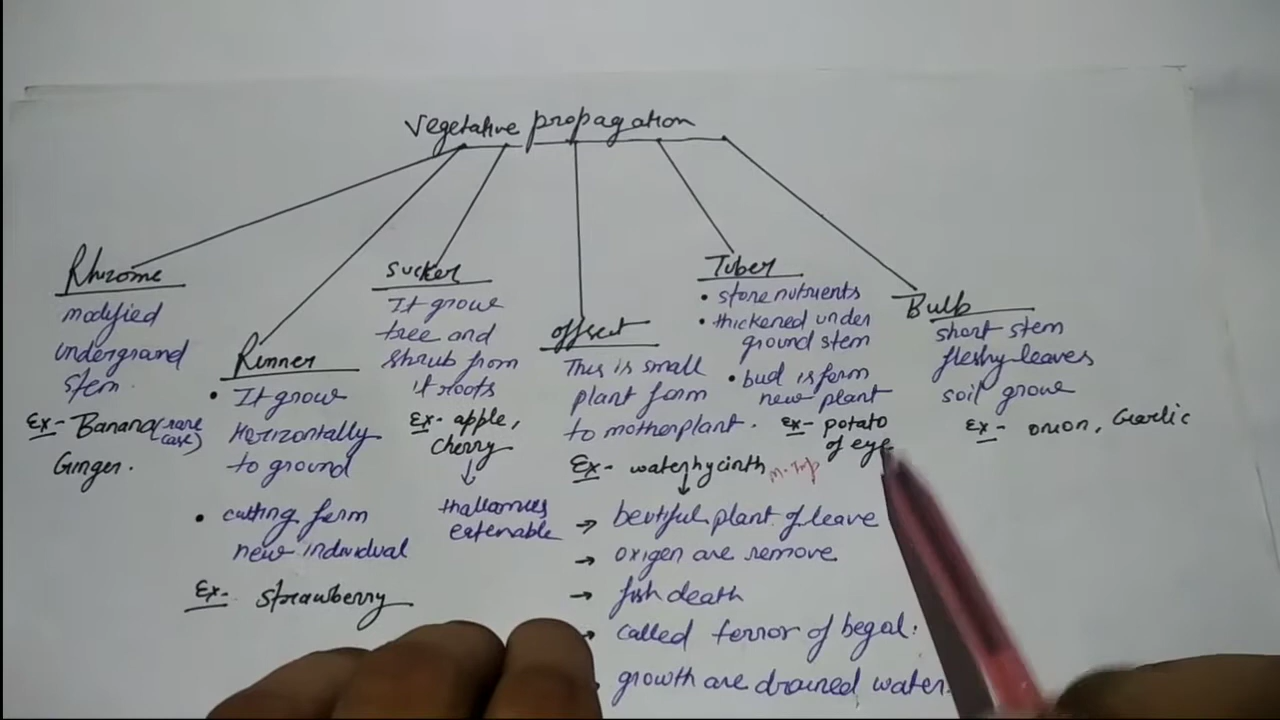 Vegetative propagation
Rhizome
modified
underground
stem.
Ex- Banana (rare
case)
Ginger.
Runner
• It grow
Horizontally
to ground
• cutting form
new individual
Ex- strawberry
Sucker
It grow
tree and
shrub from
it roots
Ex- apple,
cherry
thallamus
eatenable
offset
This is small
plant form
to motherplant.
Ex- waterhycinth m. Imp
→ beutiful plant of leave
→ oxigen are remove
→ fish death
→ called terror of begal.
growth are drained water.
Tuber
• store nutrients
• thickened under
ground stem
• bud is form
new plant
Ex- potato
of eye
Bulb
short stem
fleshy leaves
soil grow
Ex- onion, Garlic